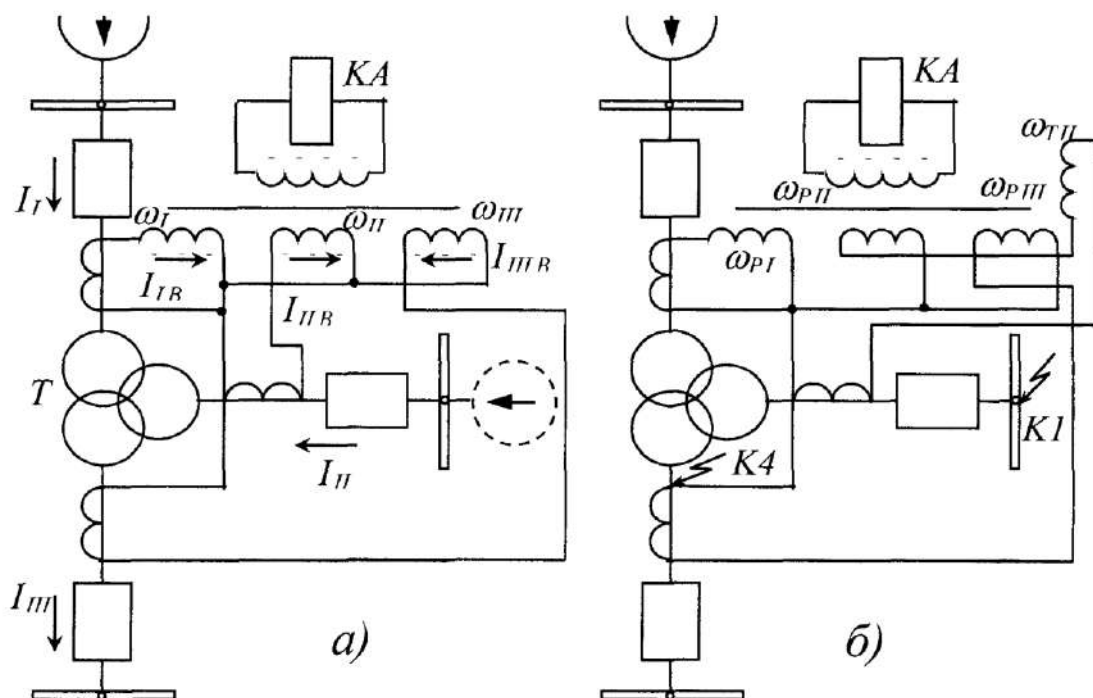 KA
I_I
ω_I
ω_II
ω_III
I_IB
I_IIB
I_IIIB
T
I_II
I_III
а)
KA
ω_TII
ω_PII
ω_PIII
ω_PI
K1
K4
б)